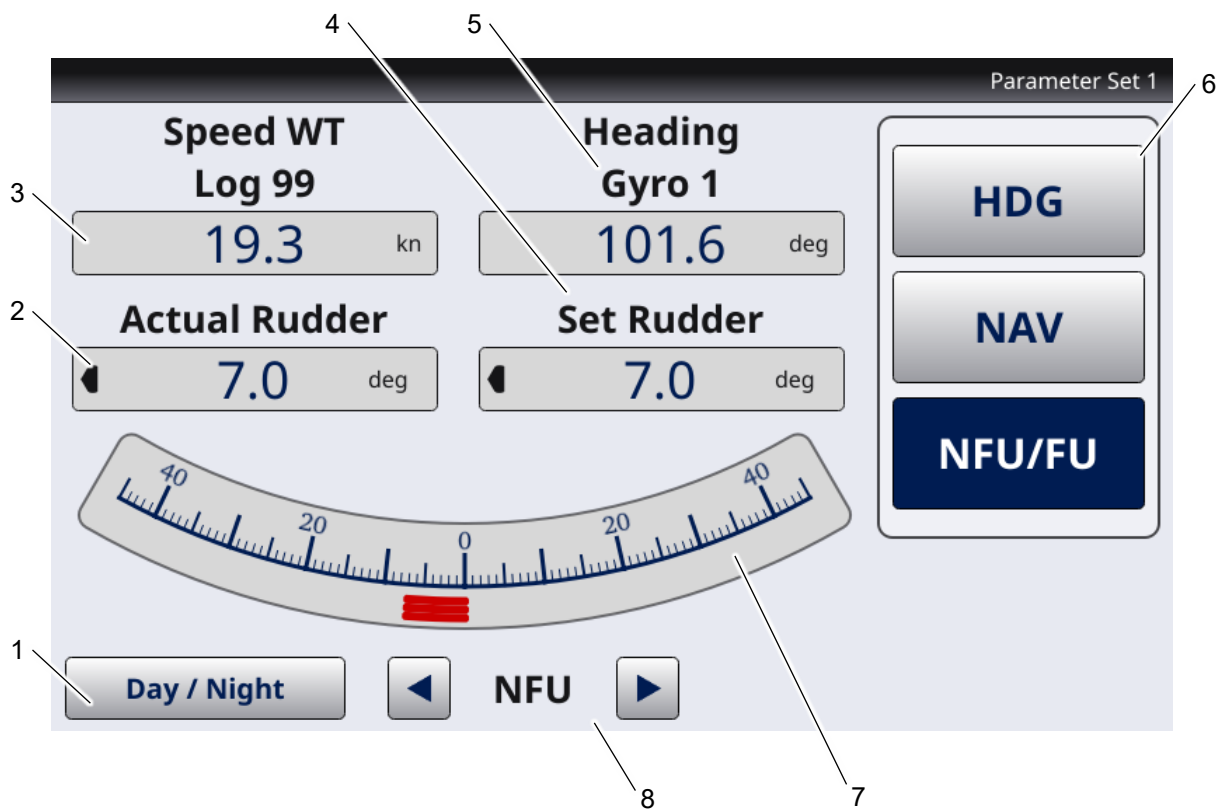 4 5
Parameter Set 1
6
Speed WT Heading
Log 99 Gyro 1
HDG
3
19.3 kn 101.6 deg
2
Actual Rudder Set Rudder
NAV
7.0 deg 7.0 deg
NFU/FU
40 20 0 20 40
1
Day / Night NFU
8 7